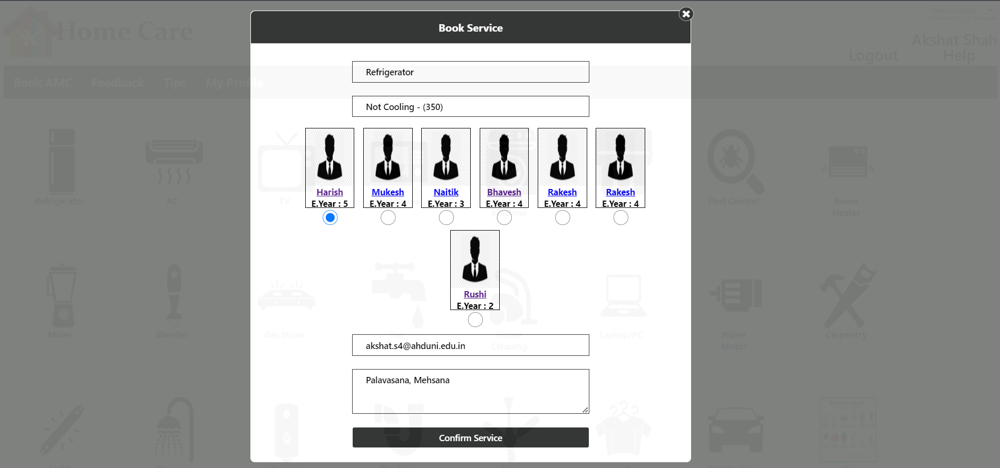 Book Service
Home Care
Select Language
Akshat Shah
Logout Help
Book AMC Feedback Tips My Profile
Refrigerator
Not Cooling - (350)
Harish Mukesh Naitik Bhavesh Rakesh Rakesh
E.Year : 5 E.Year : 4 E.Year : 3 E.Year : 4 E.Year : 4 E.Year : 4
Refrigerator AC TV Pest Control Room
Machine Heater
Rushi
E.Year : 2
Mixer Blender Gas Stove Tap House Laptop/PC Water Carpentry
Cleaning Motor
akshat.s4@ahduni.edu.in
Palavasana, Mehsana
Confirm Service